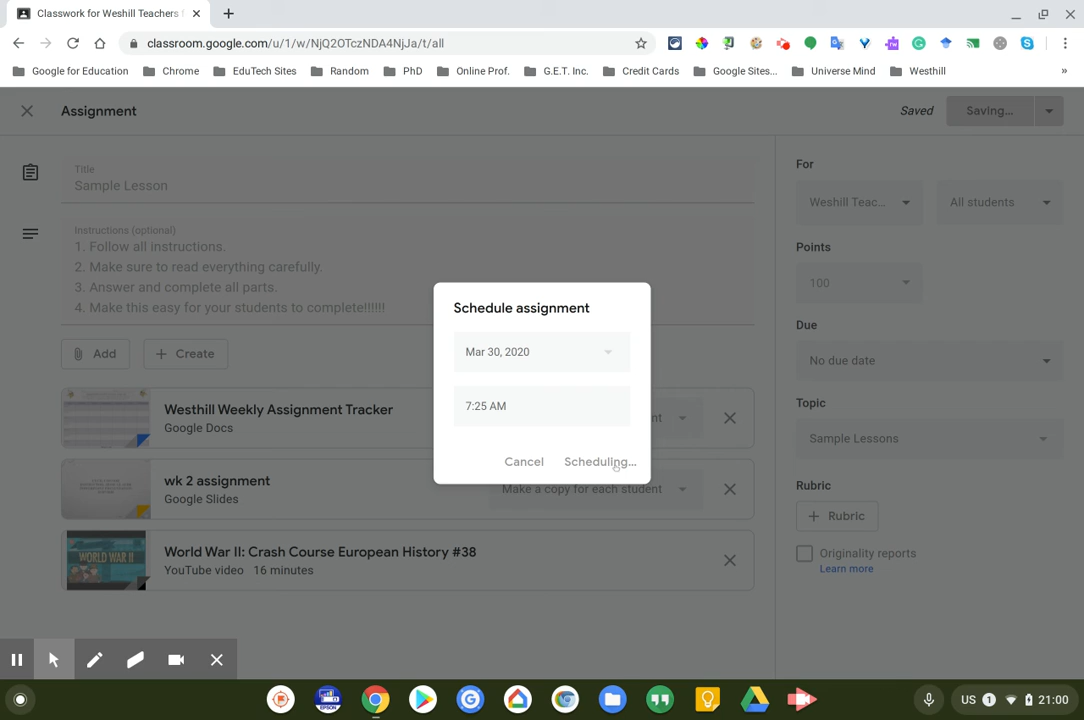 Classwork for Weshill Teachers f
classroom.google.com/u/1/w/NjQ2OTczNDA4NjJa/t/all
Google for Education
Chrome
EduTech Sites
Random
PhD
Online Prof.
G.E.T. Inc.
Credit Cards
Google Sites...
Universe Mind
Westhill
»
Assignment
Saved
Saving...
Title
Sample Lesson
Instructions (optional)
1. Follow all instructions.
2. Make sure to read everything carefully.
3. Answer and complete all parts.
4. Make this easy for your students to complete!!!!!!
Add
Create
Westhill Weekly Assignment Tracker
Google Docs
nt
wk 2 assignment
Google Slides
Make a copy for each student
WORLD WAR II
World War II: Crash Course European History #38
YouTube video 16 minutes
For
Weshill Teac...
All students
Points
100
Due
No due date
Topic
Sample Lessons
Rubric
Rubric
Originality reports
Learn more
Schedule assignment
Mar 30, 2020
7:25 AM
Cancel
Scheduling...
EPSON
US
1
21:00